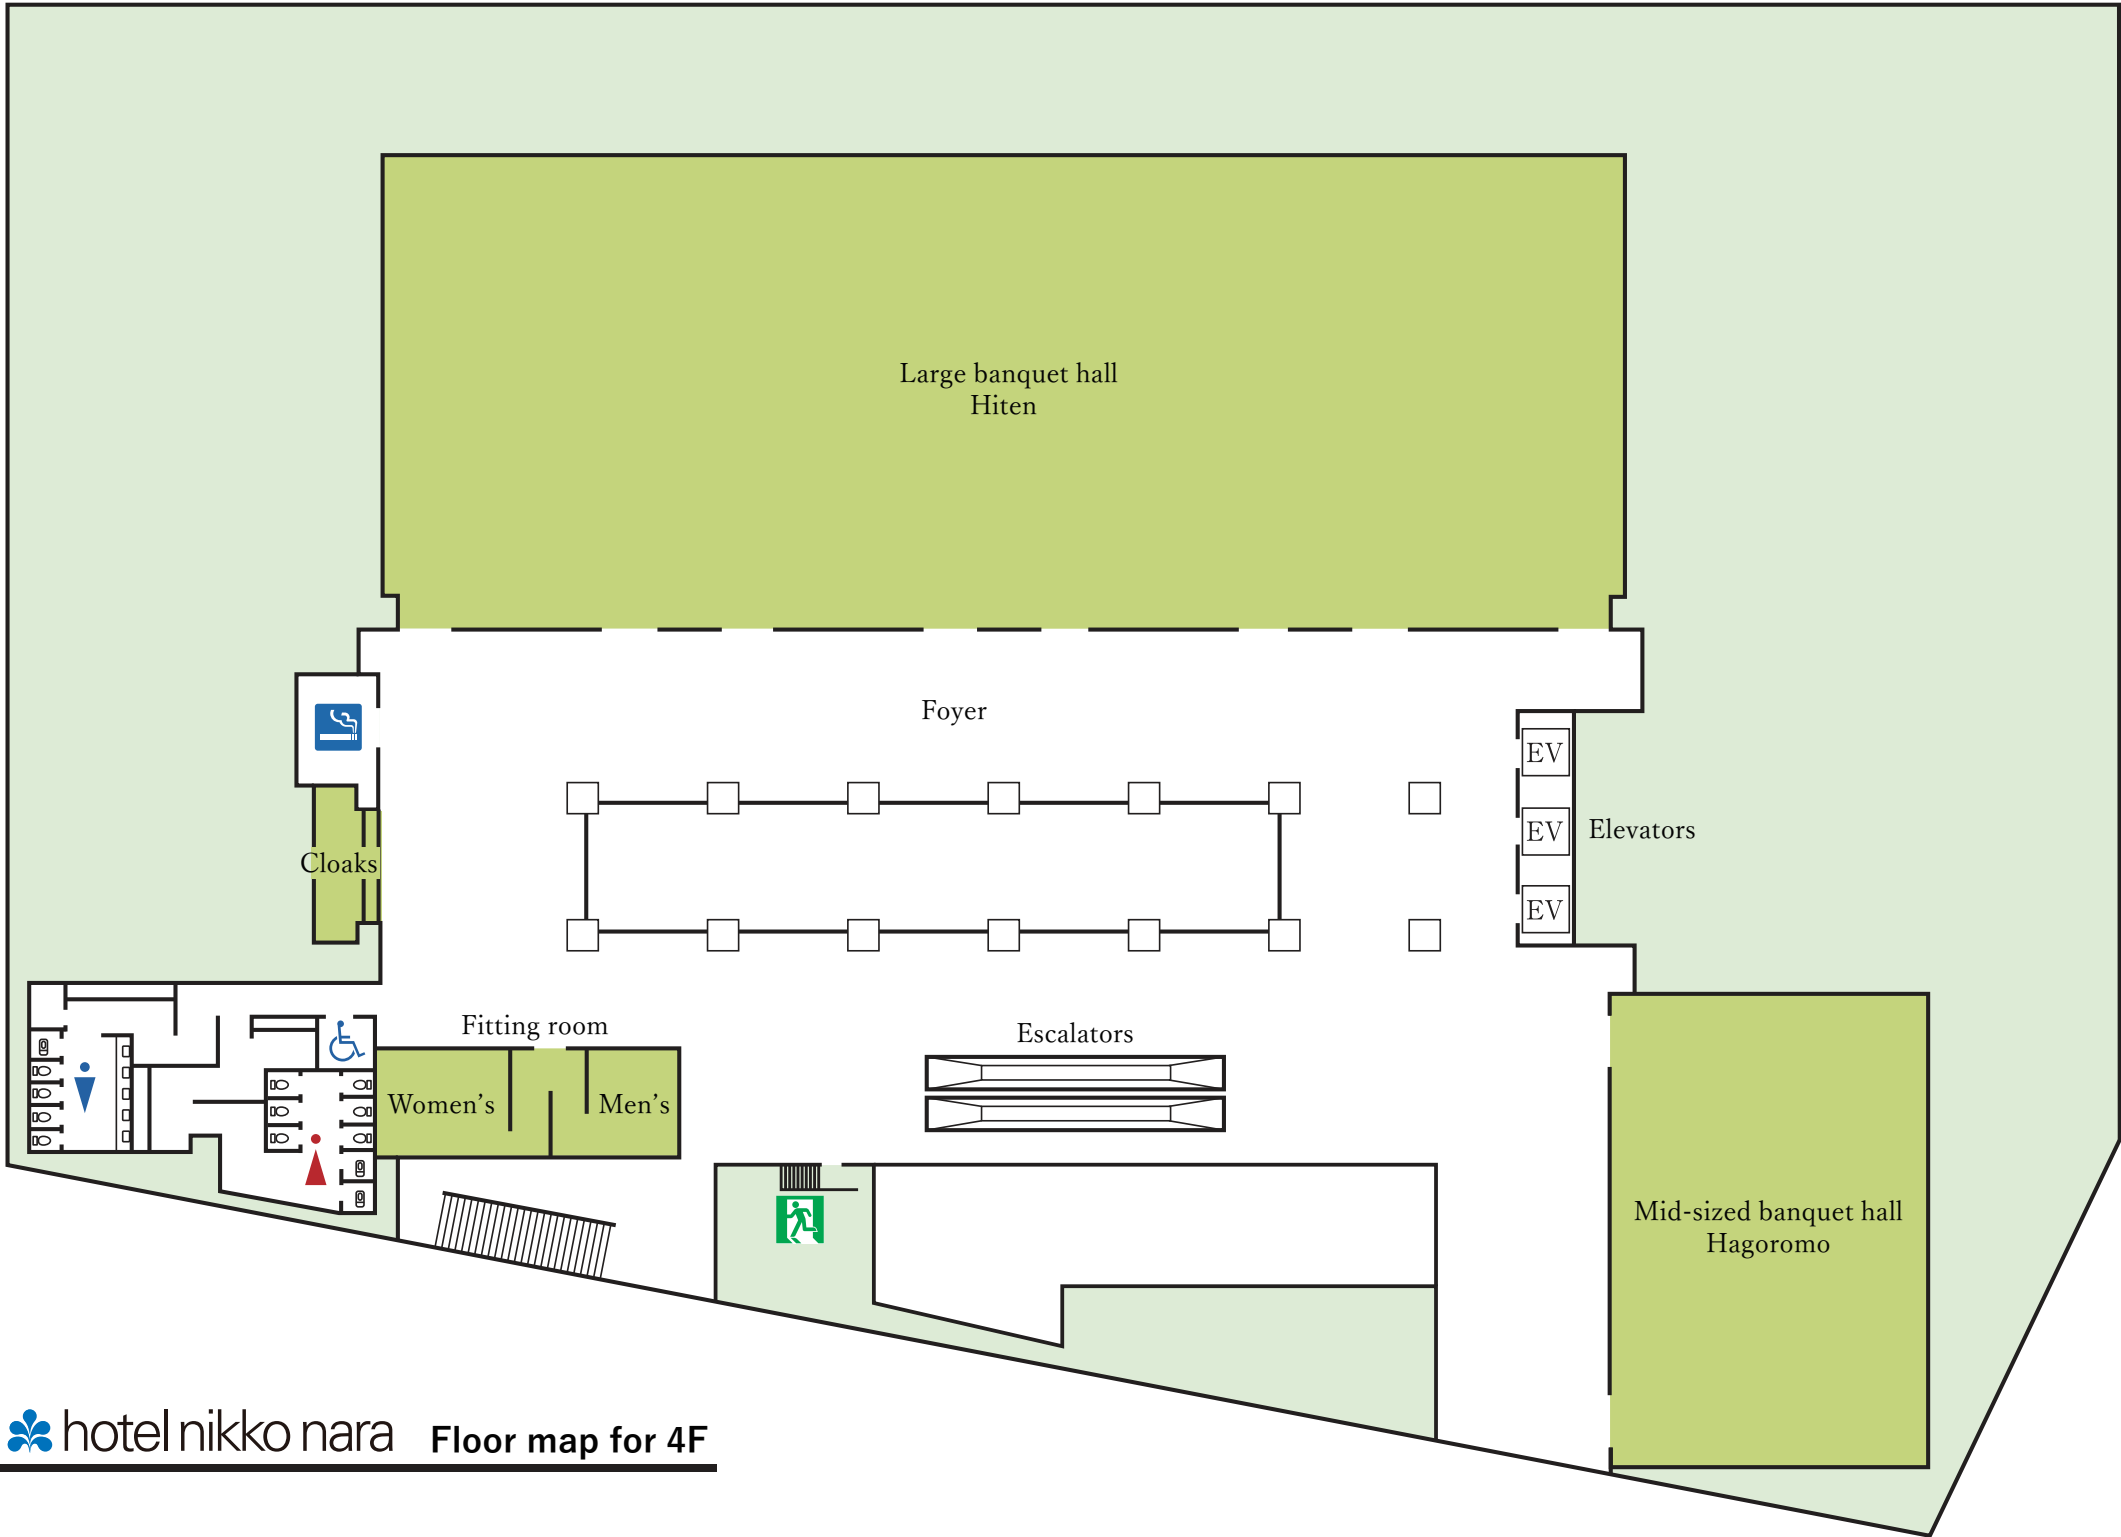 Large banquet hall
Hiten
Foyer
EV
EV
Elevators
Cloaks
EV
Fitting room
Escalators
Women’s
Men’s
Mid-sized banquet hall
Hagoromo
hotel nikko nara
Floor map for 4F